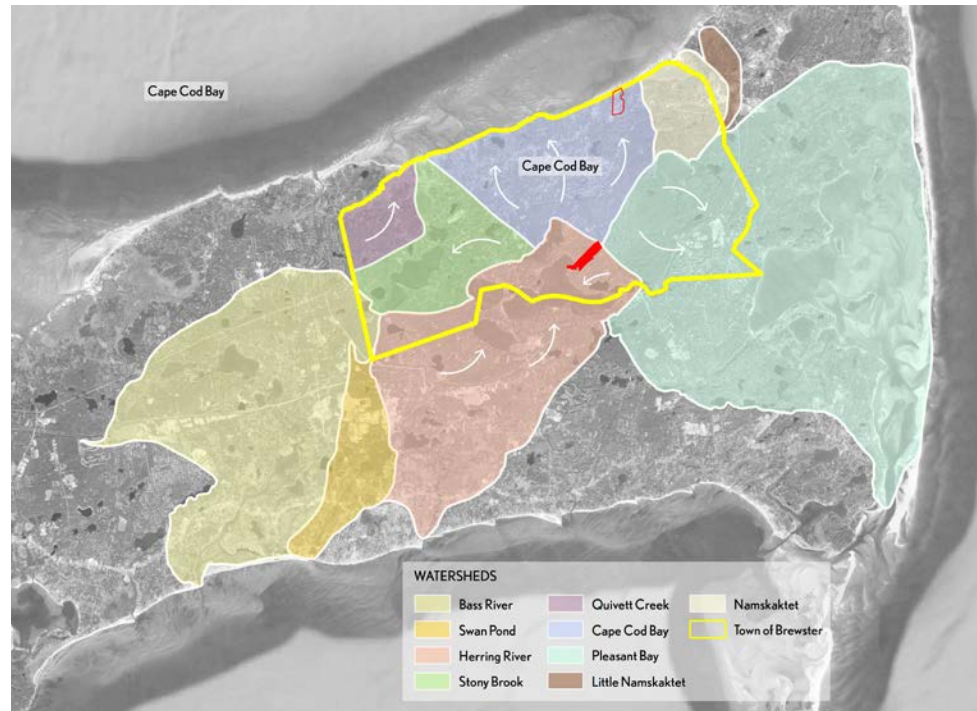 Cape Cod Bay
Cape Cod Bay
WATERSHEDS
Bass River
Swan Pond
Herring River
Stony Brook
Quivett Creek
Cape Cod Bay
Pleasant Bay
Little Namskaktet
Namskaktet
Town of Brewster